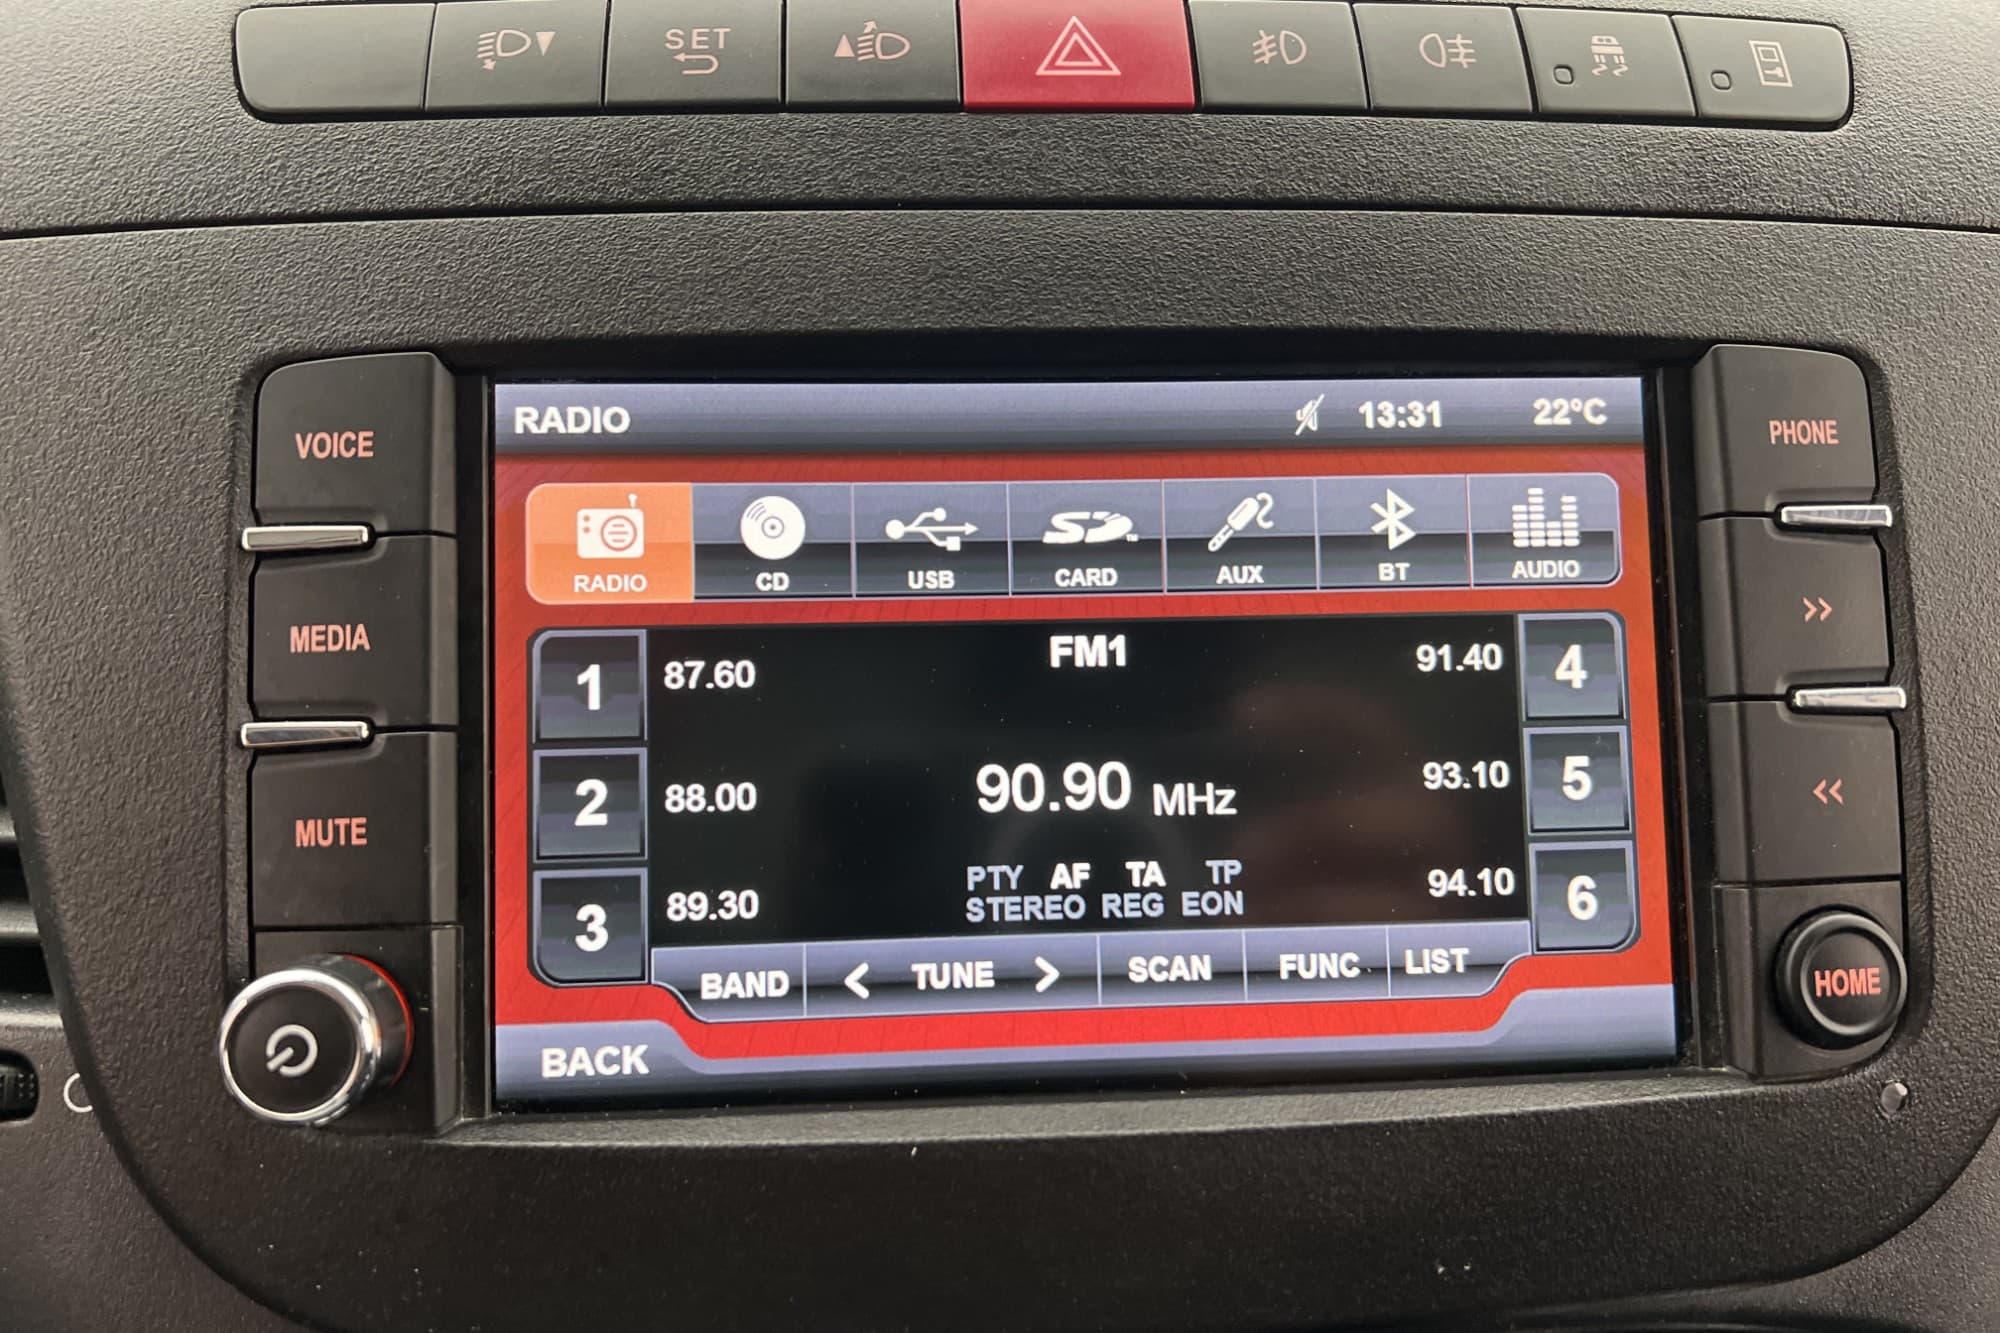 SET
VOICE
MEDIA
MUTE
RADIO 13:31 22°C
RADIO CD USB SD CARD AUX BT AUDIO
FM1
1 87.60 91.40 4
2 88.00 90.90 MHz 93.10 5
3 89.30 94.10 6
PTY AF TA TP
STEREO REG EON
BAND < TUNE > SCAN FUNC LIST
BACK
PHONE
>>
<<
HOME